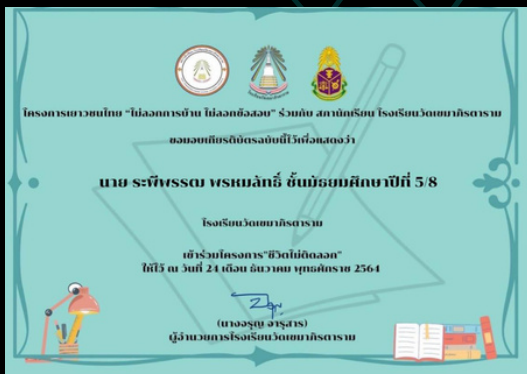 โครงการเยาวชนไทย "ไม่ลอกการบ้าน ไม่ลอกข้อสอบ" ร่วมกับ สภานักเรียน โรงเรียนวัดเขมาภิรตาราม
ขอมอบเกียรติบัตรฉบับนี้ไว้เพื่อแสดงว่า
นาย ระพีพรรฒ พรหมลักธิ์ ชั้นมัธยมศึกษาปีที่ 5/8
โรงเรียนวัดเขมาภิรตาราม
เข้าร่วมโครงการ"ชีวิตไม่ติดลอก"
ให้ไว้ ณ วันที่ 24 เดือน ธันวาคม พุทธศักราช 2564
(นางจรุญ จารุสาร)
ผู้อำนวยการโรงเรียนวัดเขมาภิรตาราม